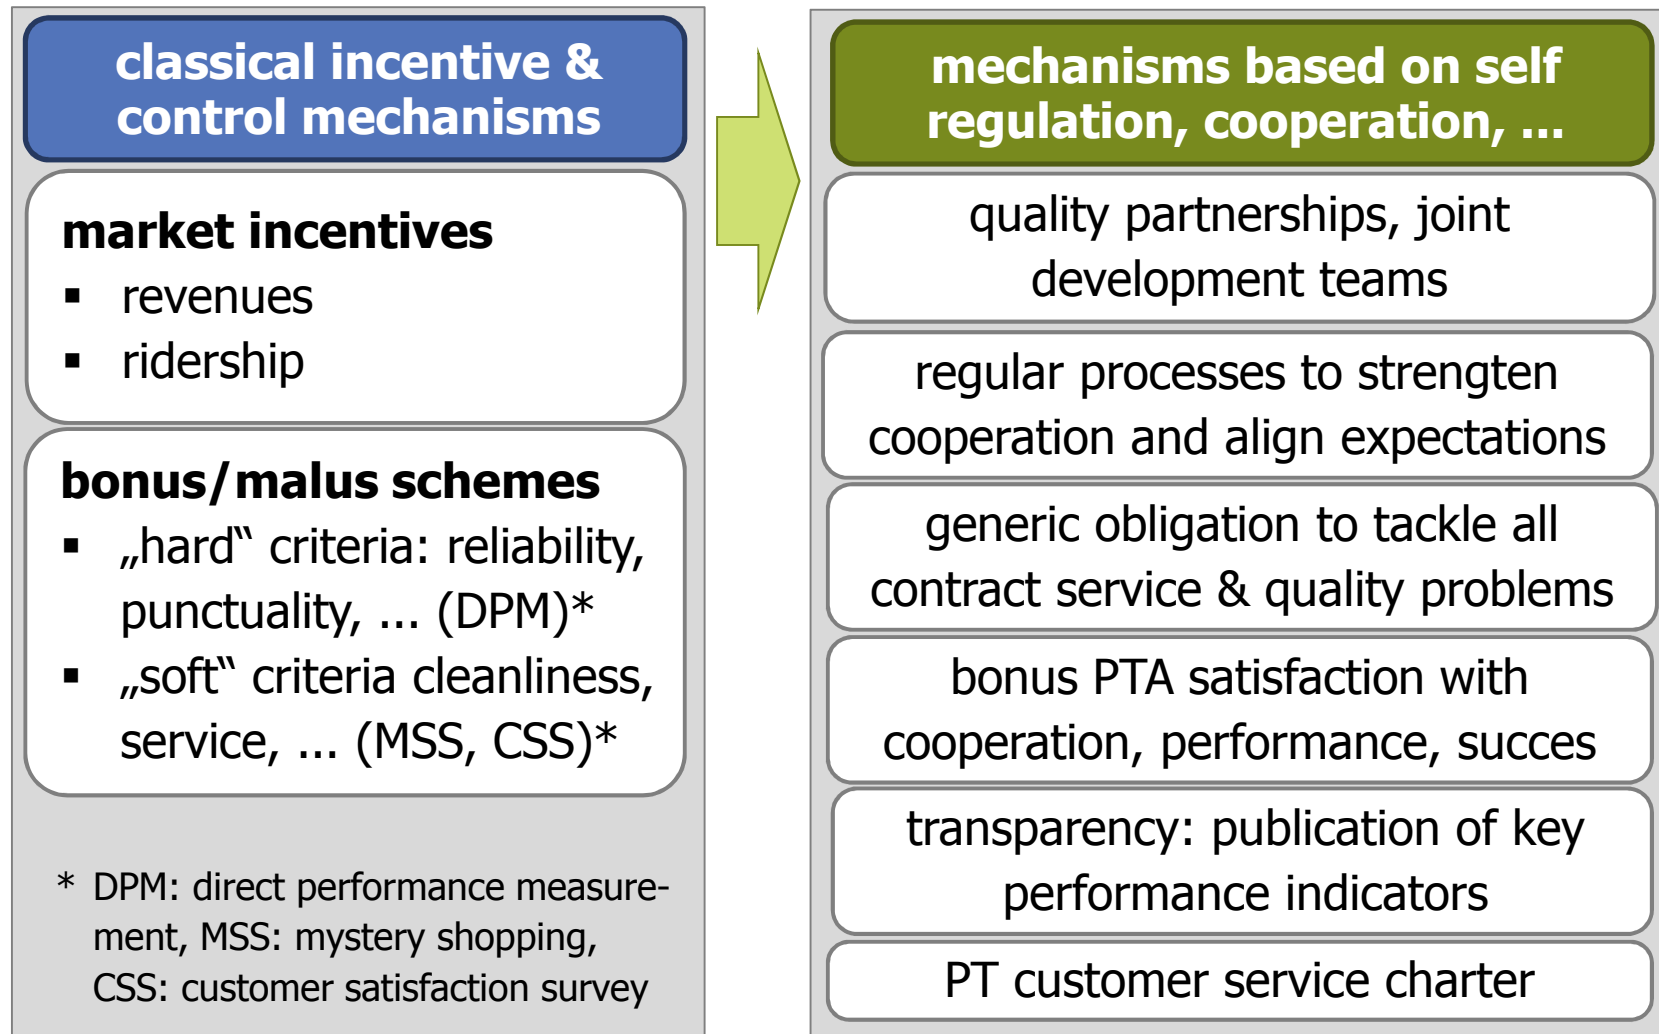 classical incentive &
control mechanisms
market incentives
▪ revenues
▪ ridership
bonus/malus schemes
▪ „hard“ criteria: reliability,
punctuality, ... (DPM)*
▪ „soft“ criteria cleanliness,
service, ... (MSS, CSS)*
* DPM: direct performance measure-
ment, MSS: mystery shopping,
CSS: customer satisfaction survey
mechanisms based on self
regulation, cooperation, ...
quality partnerships, joint
development teams
regular processes to strengten
cooperation and align expectations
generic obligation to tackle all
contract service & quality problems
bonus PTA satisfaction with
cooperation, performance, succes
transparency: publication of key
performance indicators
PT customer service charter